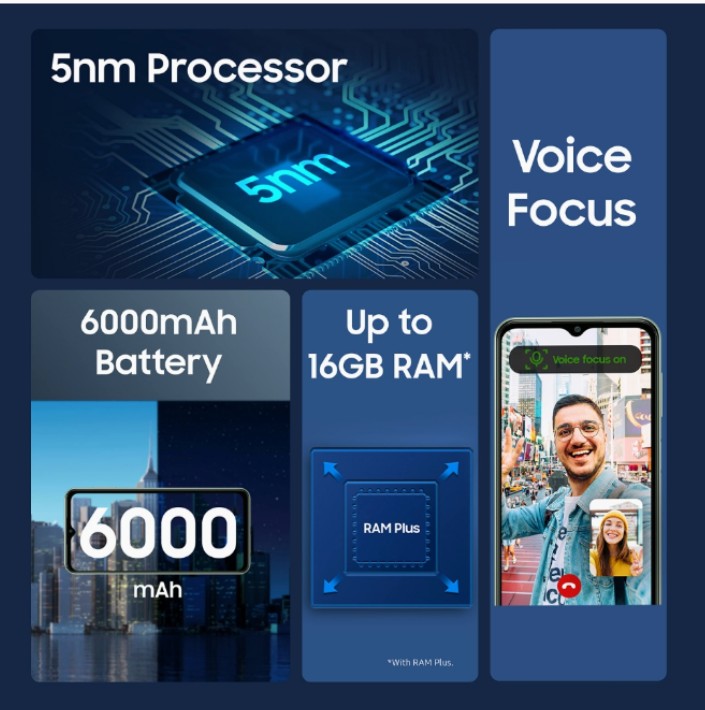 5nm Processor
5nm
Voice
Focus
6000mAh
Battery
6000
mAh
Up to
16GB RAM*
RAM Plus
*With RAM Plus.
Voice focus on